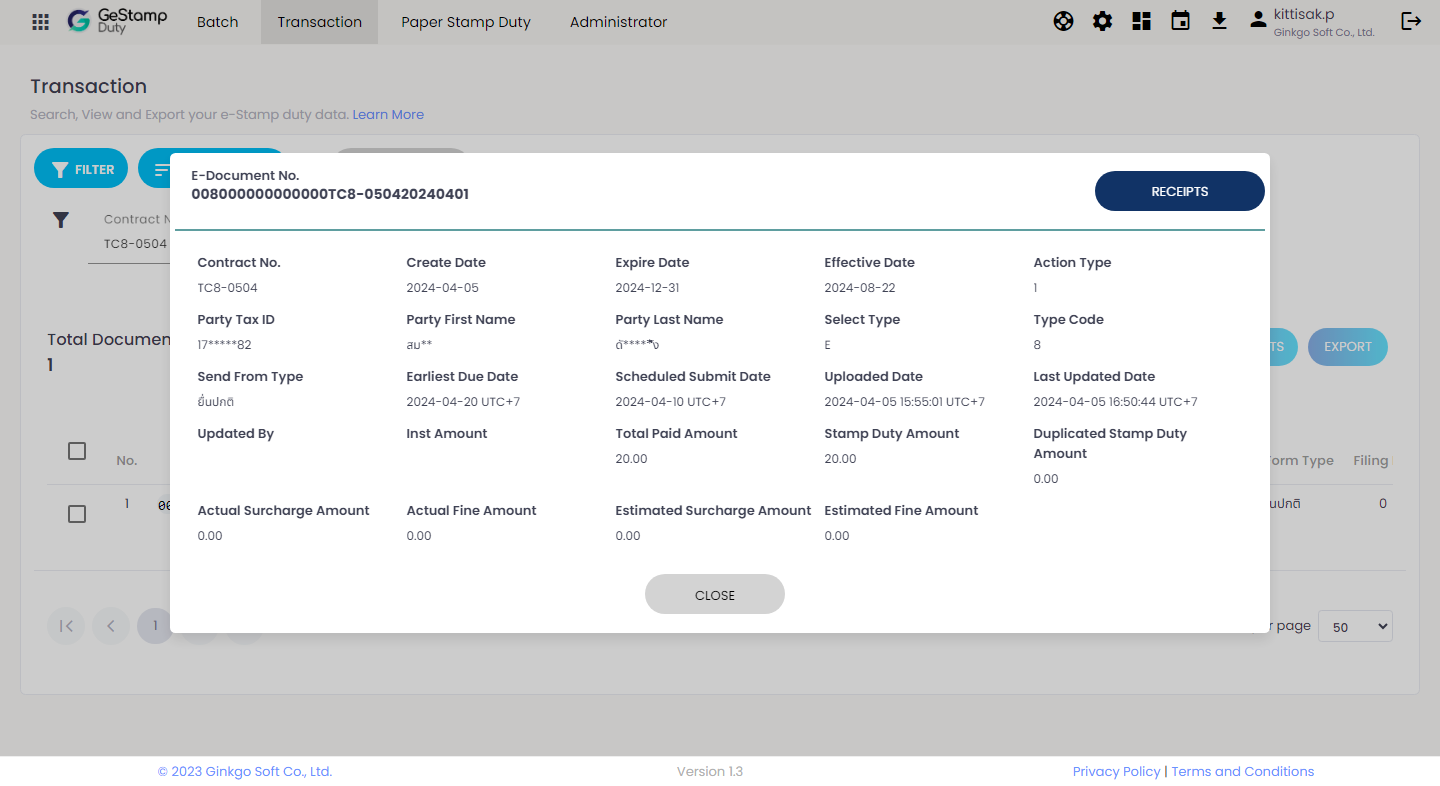 GeStamp
Duty
Batch
Transaction
Paper Stamp Duty
Administrator
kittisak.p
Ginkgo Soft Co., Ltd.
Transaction
Search, View and Export your e-Stamp duty data. Learn More
FILTER
E-Document No.
008000000000000TC8-050420240401
RECEIPTS
Contract N
TC8-0504
Contract No. Create Date Expire Date Effective Date Action Type
TC8-0504 2024-04-05 2024-12-31 2024-08-22 1
Party Tax ID Party First Name Party Last Name Select Type Type Code
17*****82 สม** E 8
Send From Type Earliest Due Date Scheduled Submit Date Uploaded Date Last Updated Date
ยื่นปกติ 2024-04-20 UTC+7 2024-04-10 UTC+7 2024-04-05 15:55:01 UTC+7 2024-04-05 16:50:44 UTC+7
Updated By Inst Amount Total Paid Amount Stamp Duty Amount Duplicated Stamp Duty
Amount
20.00 20.00
0.00
Actual Surcharge Amount Actual Fine Amount Estimated Surcharge Amount Estimated Fine Amount
0.00 0.00 0.00 0.00
CLOSE
Total Documen
1
TS
EXPORT
No.
orm Type Filing
1 00
นปกติ 0
1
r page 50
© 2023 Ginkgo Soft Co., Ltd.
Version 1.3
Privacy Policy | Terms and Conditions